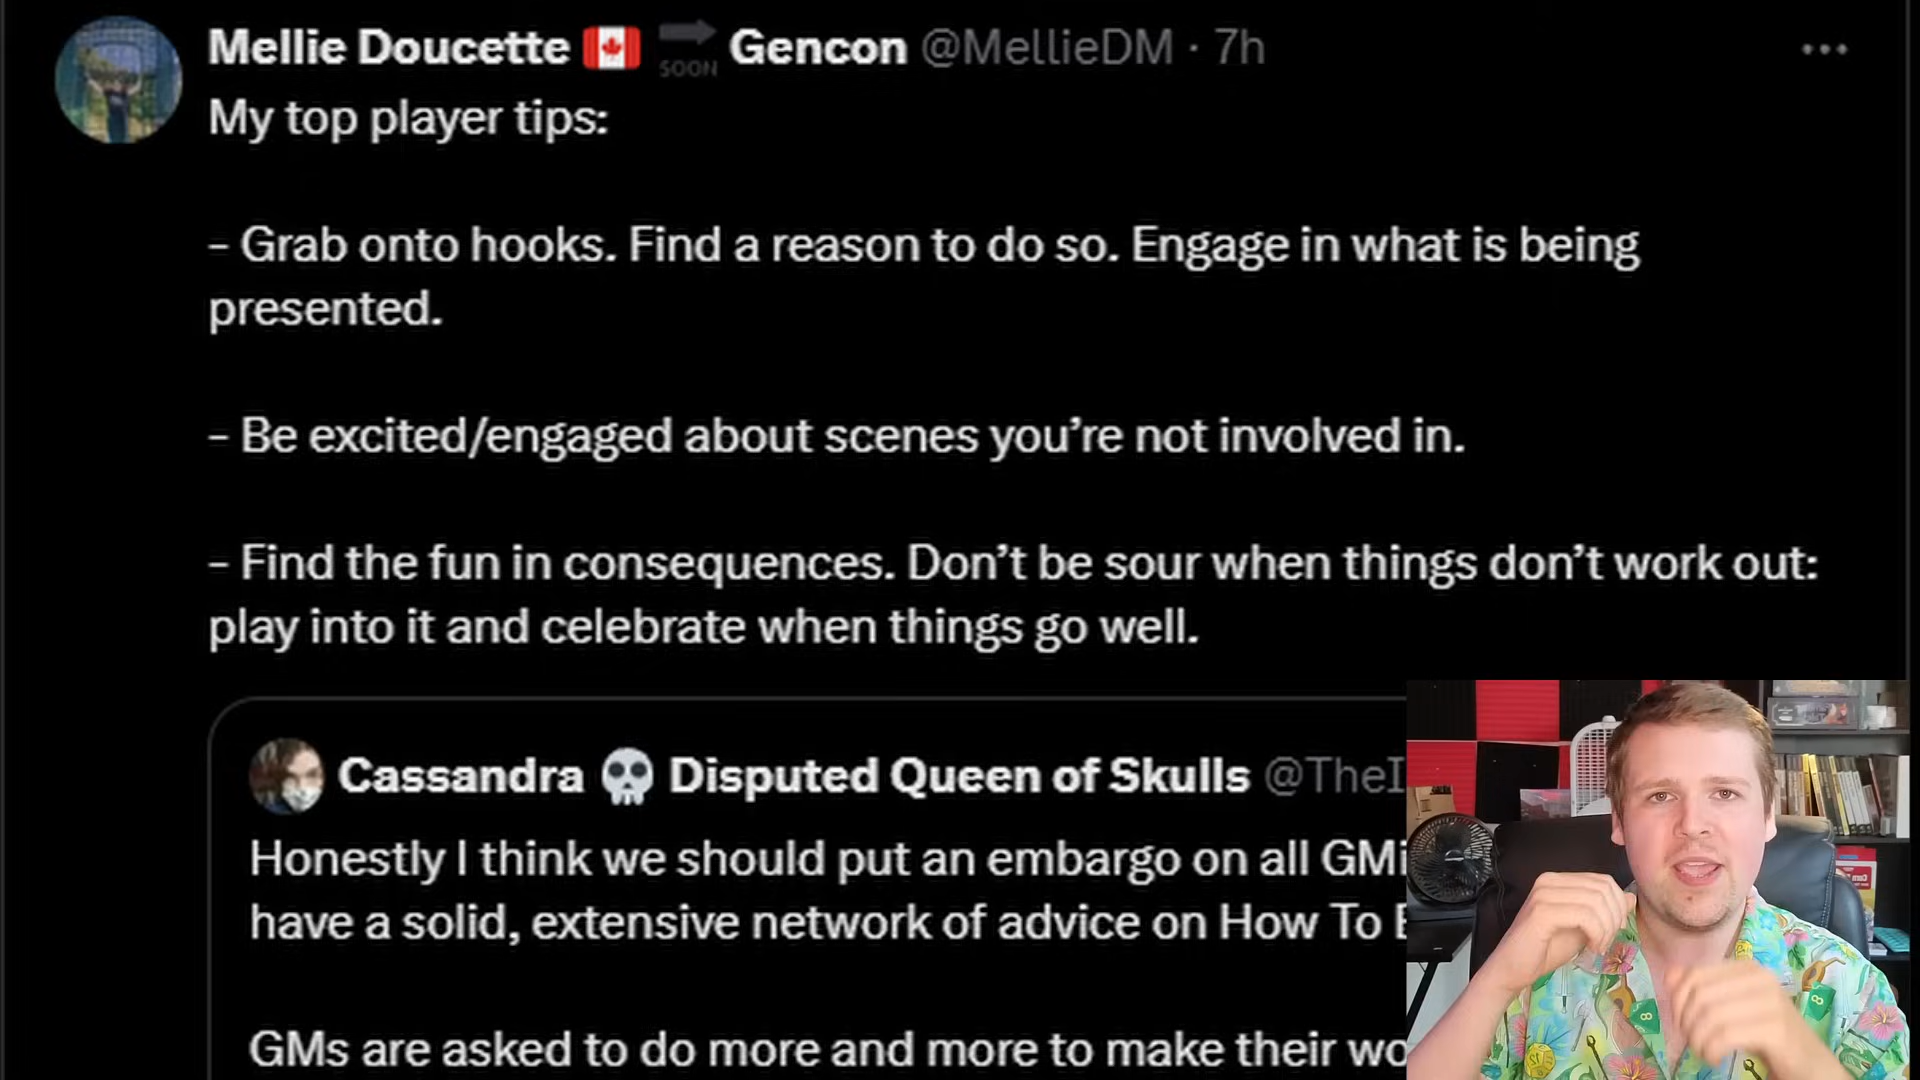 Mellie Doucette 🇨🇦 SOON Gencon @MellieDM · 7h
My top player tips:
– Grab onto hooks. Find a reason to do so. Engage in what is being
presented.
– Be excited/engaged about scenes you’re not involved in.
– Find the fun in consequences. Don’t be sour when things don’t work out:
play into it and celebrate when things go well.
Cassandra 💀 Disputed Queen of Skulls
Honestly I think we should put an embargo on all
have a solid, extensive network of advice on How To
GMs are asked to do more and more to make their